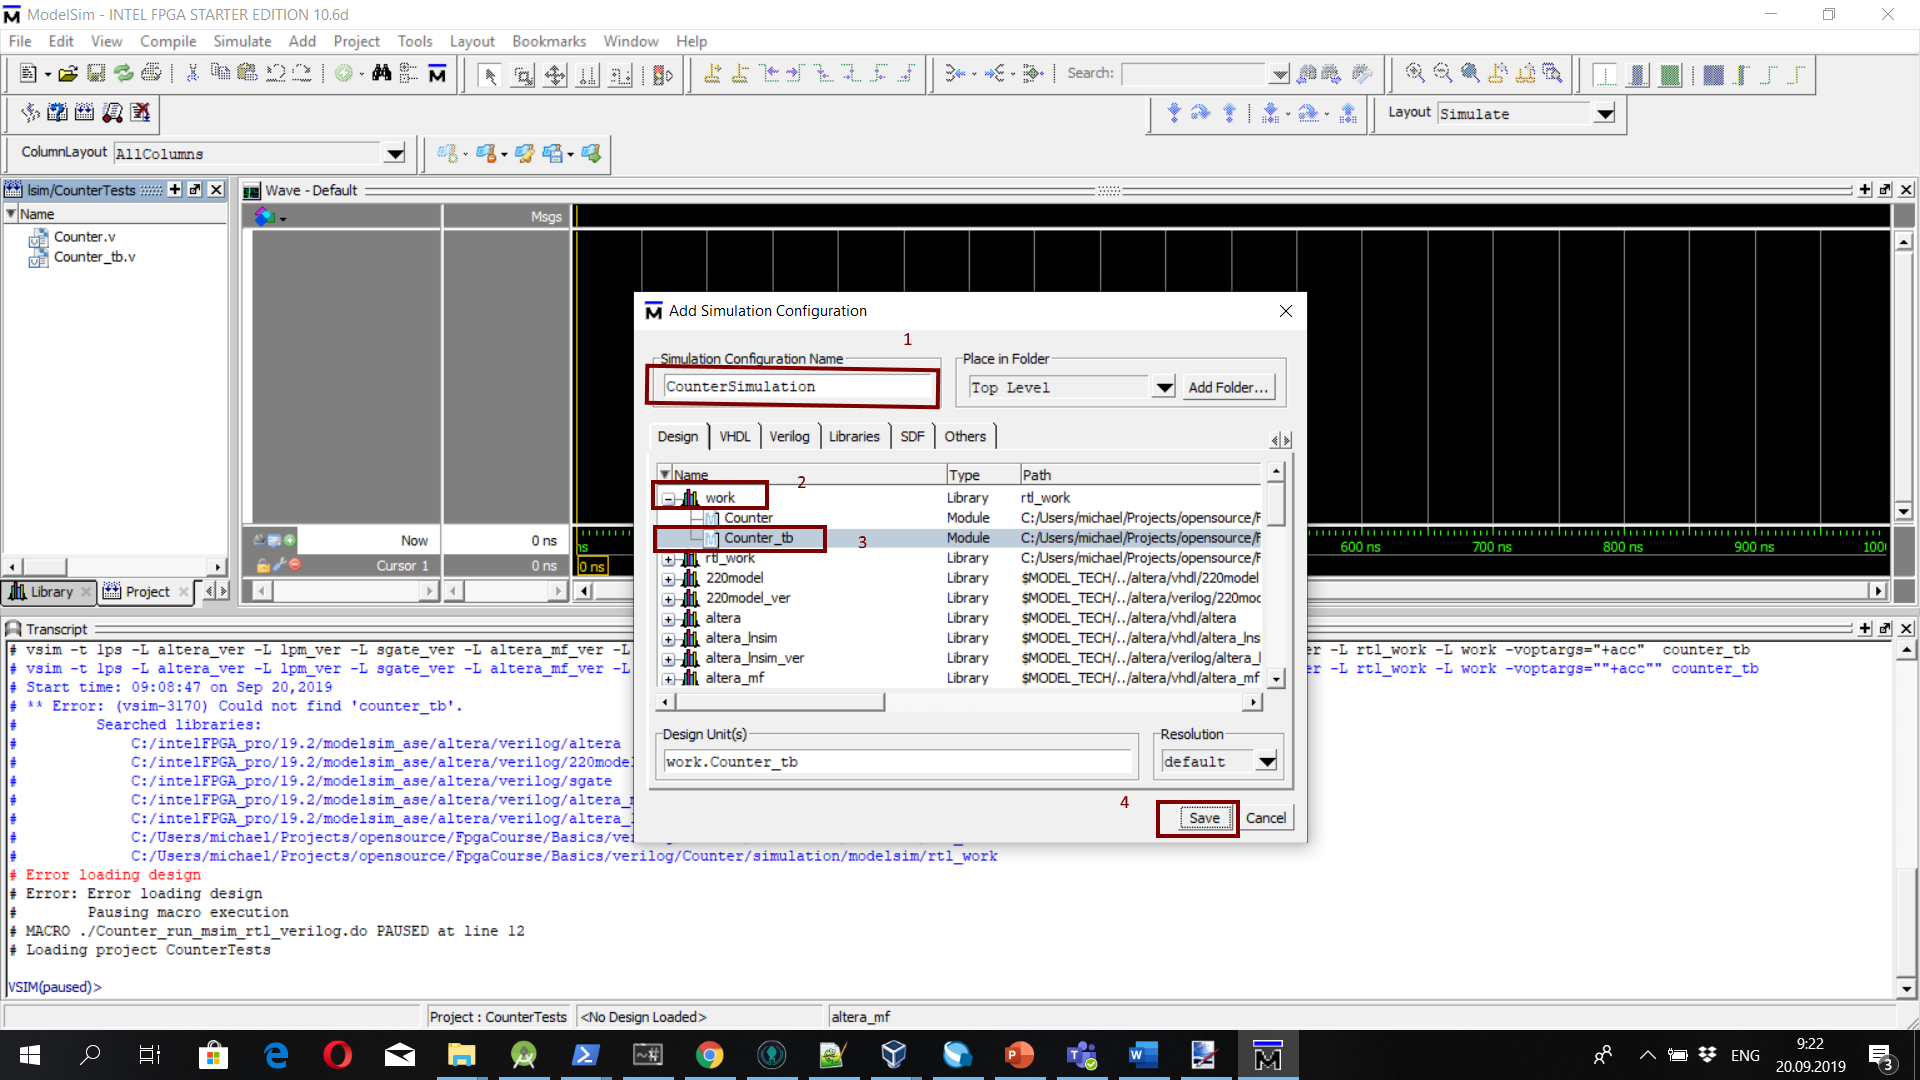 ModelSim - INTEL FPGA STARTER EDITION 10.6d
File Edit View Compile Simulate Add Project Tools Layout Bookmarks Window Help
Search:
Layout Simulate
ColumnLayout AllColumns
lsim/CounterTests
Name
Counter.v
Counter_tb.v
Library
Project
Wave - Default
Msgs
Now 0 ns
Cursor 1 0 ns
ns
600 ns 700 ns 800 ns 900 ns
0 ns
Add Simulation Configuration
1
Simulation Configuration Name
CounterSimulation
Place in Folder
Top Level
Add Folder...
Design VHDL Verilog Libraries SDF Others
Name Type Path
2
work Library rtl_work
Counter Module C:/Users/michael/Projects/opensource/F
Counter_tb Module C:/Users/michael/Projects/opensource/F
3
rtl_work Library C:/Users/michael/Projects/opensource/F
220model Library $MODEL_TECH/../altera/vhdl/220model
220model_ver Library $MODEL_TECH/../altera/verilog/220moc
altera Library $MODEL_TECH/../altera/vhdl/altera
altera_lnsim Library $MODEL_TECH/../altera/vhdl/altera_lns
altera_lnsim_ver Library $MODEL_TECH/../altera/verilog/altera_l
altera_mf Library $MODEL_TECH/../altera/vhdl/altera_mf
Design Unit(s)
work.Counter_tb
Resolution
default
4
Save
Cancel
Transcript
# vsim -t 1ps -L altera_ver -L lpm_ver -L sgate_ver -L altera_mf_ver -L er -L rtl_work -L work -voptargs="+acc" counter_tb
# vsim -t 1ps -L altera_ver -L lpm_ver -L sgate_ver -L altera_mf_ver -L er -L rtl_work -L work -voptargs=""+acc"" counter_tb
# Start time: 09:08:47 on Sep 20,2019
# ** Error: (vsim-3170) Could not find 'counter_tb'.
# Searched libraries:
# C:/intelFPGA_pro/19.2/modelsim_ase/altera/verilog/altera
# C:/intelFPGA_pro/19.2/modelsim_ase/altera/verilog/220model
# C:/intelFPGA_pro/19.2/modelsim_ase/altera/verilog/sgate
# C:/intelFPGA_pro/19.2/modelsim_ase/altera/verilog/altera_m
# C:/intelFPGA_pro/19.2/modelsim_ase/altera/verilog/altera_l
# C:/Users/michael/Projects/opensource/FpgaCourse/Basics/ver
# C:/Users/michael/Projects/opensource/FpgaCourse/Basics/verilog/Counter/simulation/modelsim/rtl_work
# Error loading design
# Error: Error loading design
# Pausing macro execution
# MACRO ./Counter_run_msim_rtl_verilog.do PAUSED at line 12
# Loading project CounterTests
VSIM(paused)>
Project : CounterTests <No Design Loaded> altera_mf
ENG
9:22
20.09.2019
3